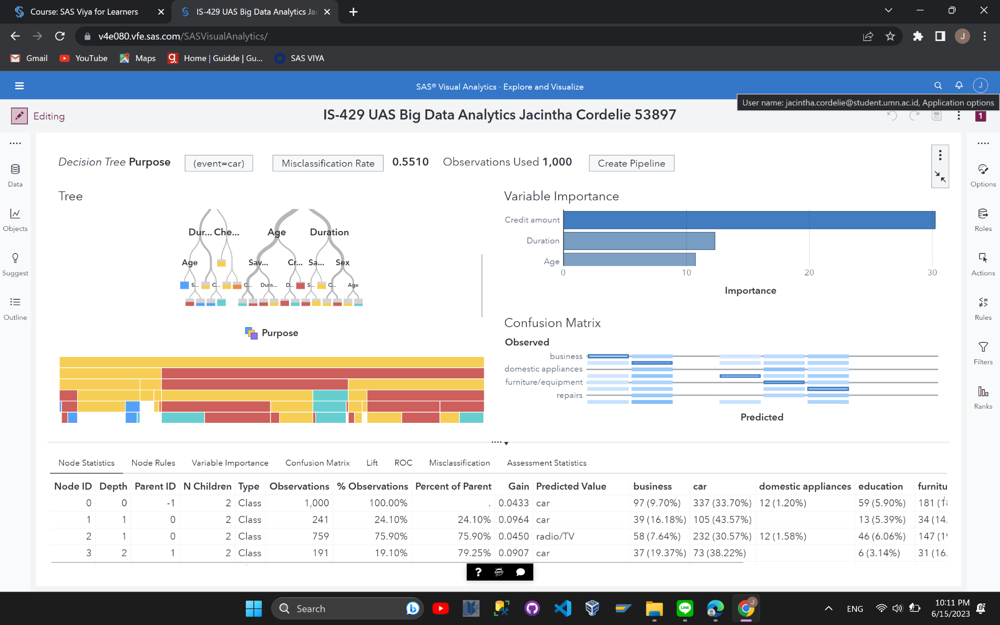 Course: SAS Viya for Learners
IS-429 UAS Big Data Analytics Jac
v4e080.vfe.sas.com/SASVisualAnalytics/
J
Gmail
YouTube
Maps
Home | Guidde | Gu...
SAS VIYA
SAS® Visual Analytics - Explore and Visualize
J
User name: jacintha.cordelie@student.umn.ac.id, Application options
Editing
IS-429 UAS Big Data Analytics Jacintha Cordelie 53897
1
Data
Objects
Suggest
Outline
Options
Roles
Actions
Rules
Filters
Ranks
Decision Tree Purpose (event=car) Misclassification Rate 0.5510 Observations Used 1,000 Create Pipeline
Tree
Dur... Che... Age Duration
Age Sav... Cr... Sa... Sex
S... C... C... Dura... D... S... C... Age
Purpose
Variable Importance
Credit amount
Duration
Age
0 10 20 30
Importance
Confusion Matrix
Observed
business
domestic appliances
furniture/equipment
repairs
Predicted
Node Statistics Node Rules Variable Importance Confusion Matrix Lift ROC Misclassification Assessment Statistics
Node ID Depth Parent ID N Children Type Observations % Observations Percent of Parent Gain Predicted Value business car domestic appliances education furnitu
0 0 -1 2 Class 1,000 100.00% . 0.0433 car 97 (9.70%) 337 (33.70%) 12 (1.20%) 59 (5.90%) 181 (18
1 1 0 2 Class 241 24.10% 24.10% 0.0964 car 39 (16.18%) 105 (43.57%) 13 (5.39%) 34 (14.
2 1 0 2 Class 759 75.90% 75.90% 0.0450 radio/TV 58 (7.64%) 232 (30.57%) 12 (1.58%) 46 (6.06%) 147 (19
3 2 1 2 Class 191 19.10% 79.25% 0.0907 car 37 (19.37%) 73 (38.22%) 6 (3.14%) 31 (16.
?
jupyter
Search
LINE
J
ENG
10:11 PM
6/15/2023